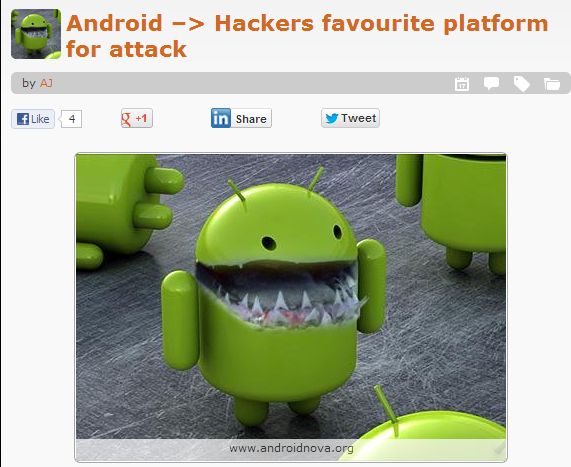 Android –> Hackers favourite platform
for attack
by AJ
Like 4 +1 Share Tweet
www.androidnova.org